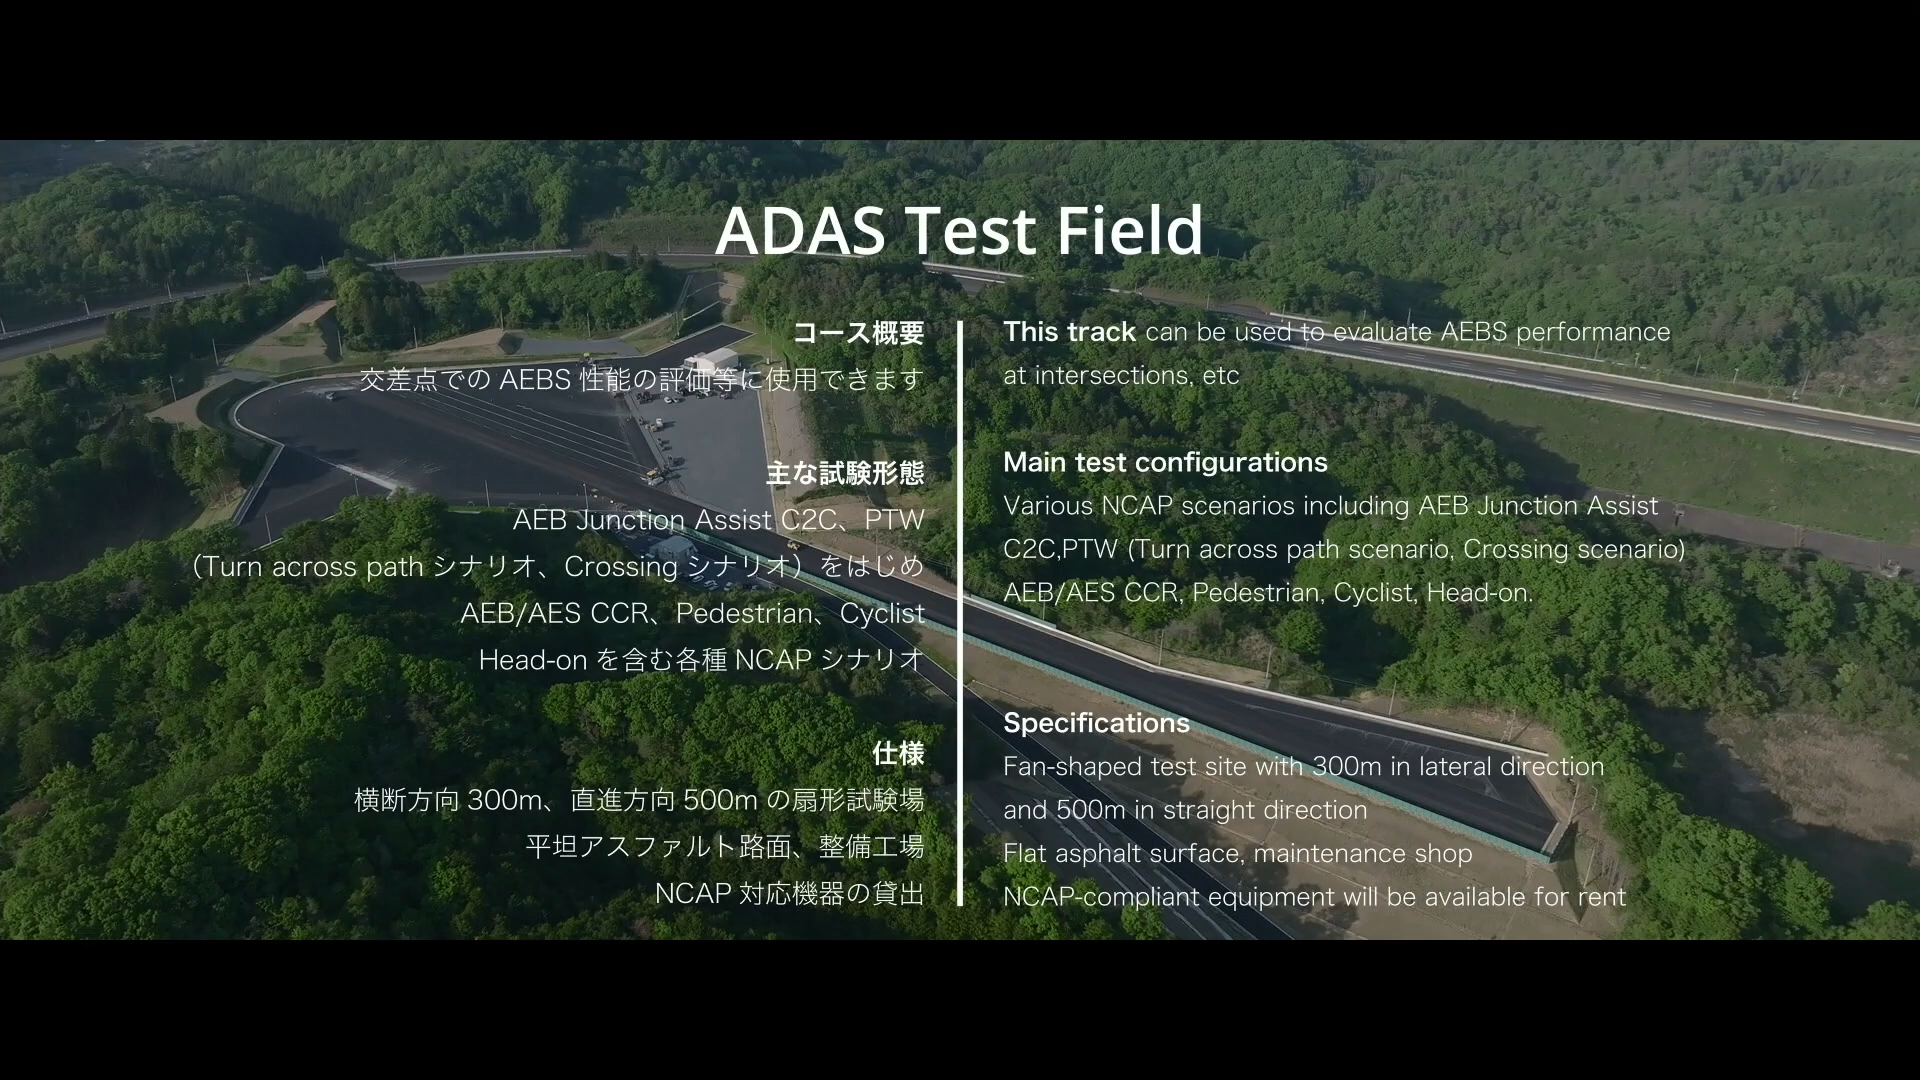 ADAS Test Field
コース概要
交差点での AEBS 性能の評価等に使用できます
主な試験形態
AEB Junction Assist C2C、PTW
（Turn across path シナリオ、Crossing シナリオ）をはじめ
AEB/AES CCR、Pedestrian、Cyclist
Head-on を含む各種 NCAP シナリオ
仕様
横断方向 300m、直進方向 500m の扇形試験場
平坦アスファルト路面、整備工場
NCAP 対応機器の貸出
This track can be used to evaluate AEBS performance
at intersections, etc
Main test configurations
Various NCAP scenarios including AEB Junction Assist
C2C,PTW (Turn across path scenario, Crossing scenario)
AEB/AES CCR, Pedestrian, Cyclist, Head-on.
Specifications
Fan-shaped test site with 300m in lateral direction
and 500m in straight direction
Flat asphalt surface, maintenance shop
NCAP-compliant equipment will be available for rent